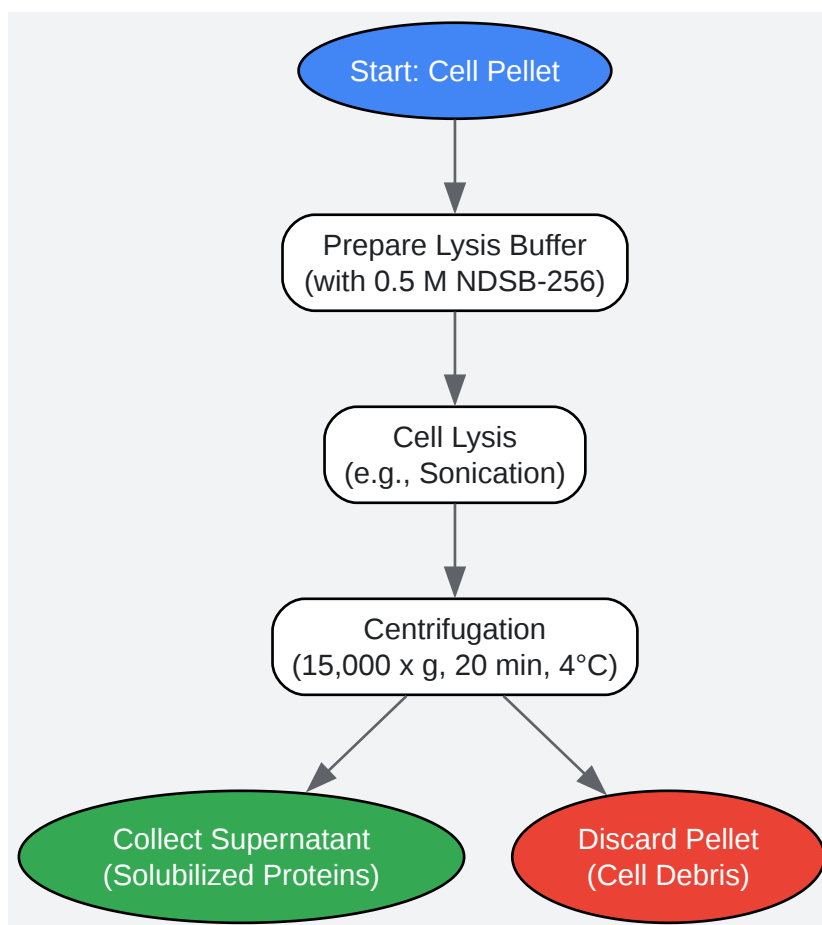 Start: Cell Pellet
Prepare Lysis Buffer
(with 0.5 M NDSB-256)
Cell Lysis
(e.g., Sonication)
Centrifugation
(15,000 x g, 20 min, 4°C)
Collect Supernatant
(Solubilized Proteins)
Discard Pellet
(Cell Debris)